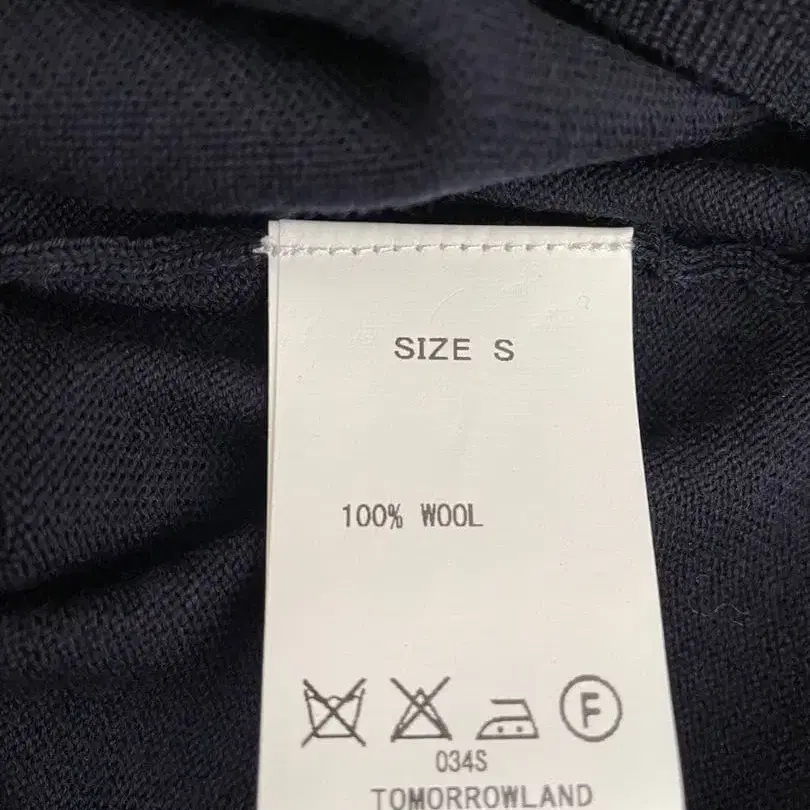 SIZE S
100% WOOL
F
034S
TOMORROWLAND